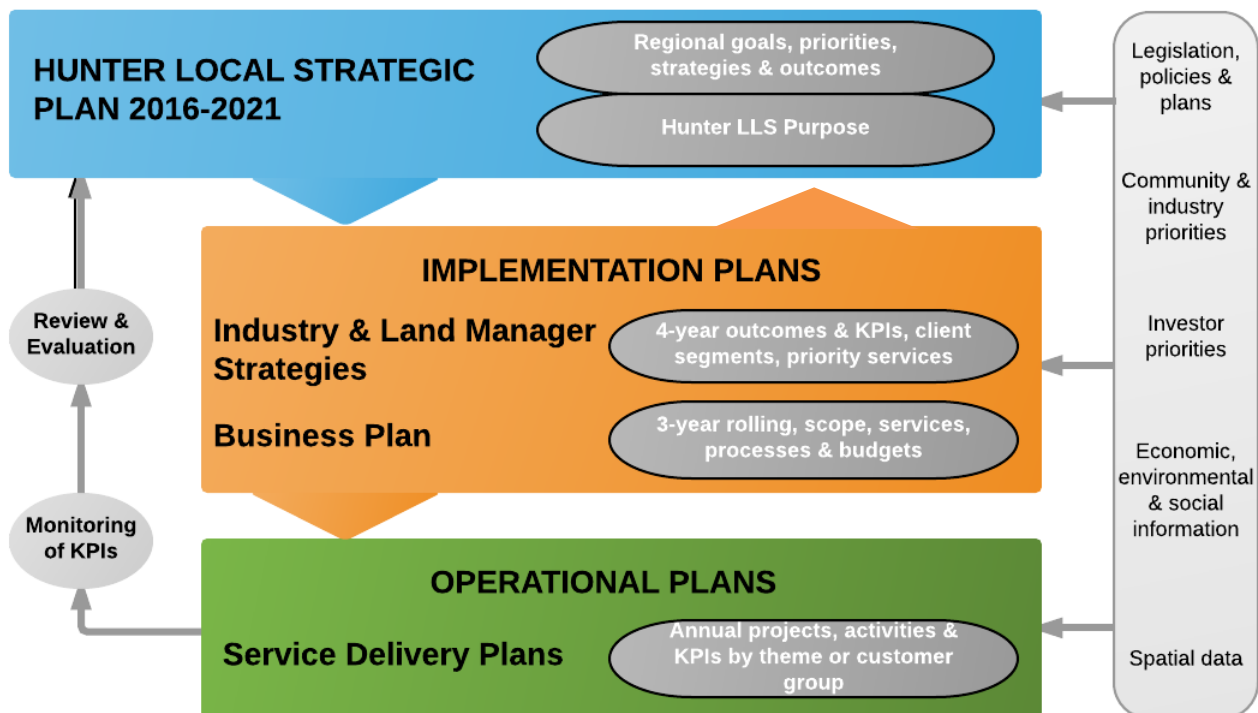 HUNTER LOCAL STRATEGIC
PLAN 2016-2021
Regional goals, priorities,
strategies & outcomes
Hunter LLS Purpose
IMPLEMENTATION PLANS
Industry & Land Manager
Strategies
4-year outcomes & KPIs, client
segments, priority services
Business Plan
3-year rolling, scope, services,
processes & budgets
OPERATIONAL PLANS
Service Delivery Plans
Annual projects, activities &
KPIs by theme or customer
group
Review &
Evaluation
Monitoring
of KPIs
Legislation,
policies &
plans
Community &
industry
priorities
Investor
priorities
Economic,
environmental
& social
information
Spatial data